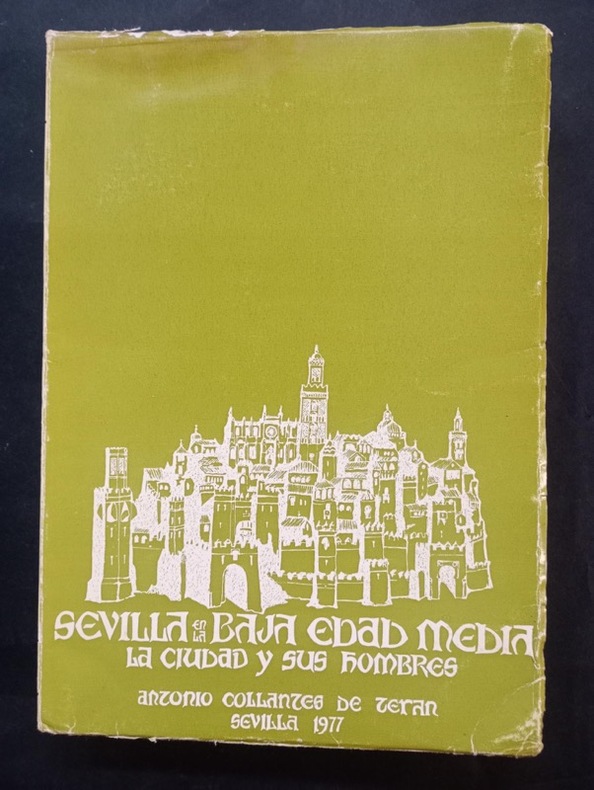 SEVILLA EN LA BAJA EDAD MEDIA
LA CIUDAD Y SUS HOMBRES
ANTONIO COLLANTES DE TERAN
SEVILLA 1977